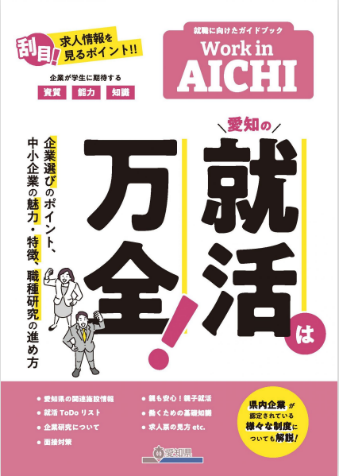 刮目!
求人情報を
見るポイント!!
企業が学生に期待する
資質 能力 知識
就職に向けたガイドブック
Work in
AICHI
愛知の
就活は
万全!
企業選びのポイント、
中小企業の魅力・特徴、職種研究の進め方
●愛知県の関連施設情報
●就活ToDoリスト
●企業研究について
●面接対策
●親も安心!親子就活
●働くための基礎知識
●求人票の見方 etc.
県内企業が
認定されている
様々な制度に
ついても解説!
愛知県